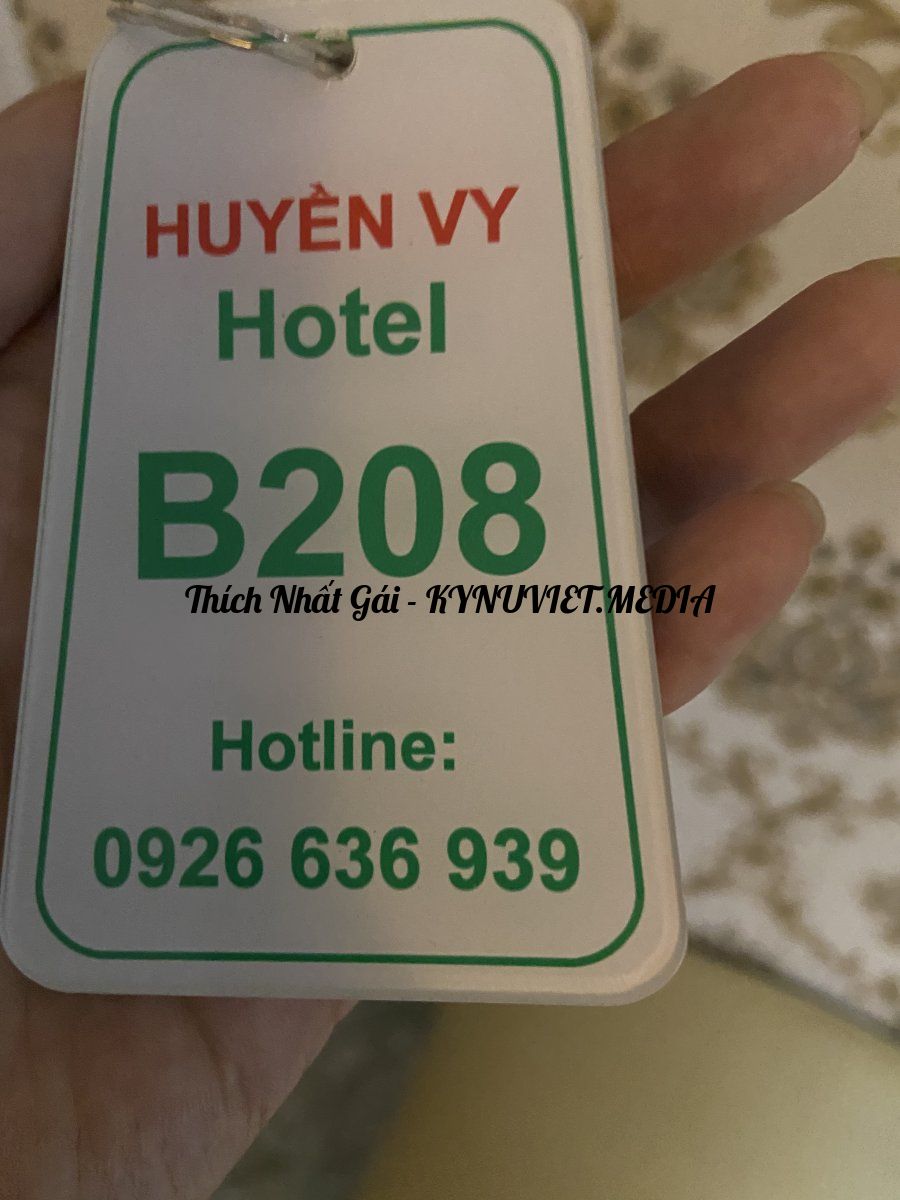 HUYỀN VY
Hotel
B208
Thích Nhất Gái - KYNUVIET.MEDIA
Hotline:
0926 636 939